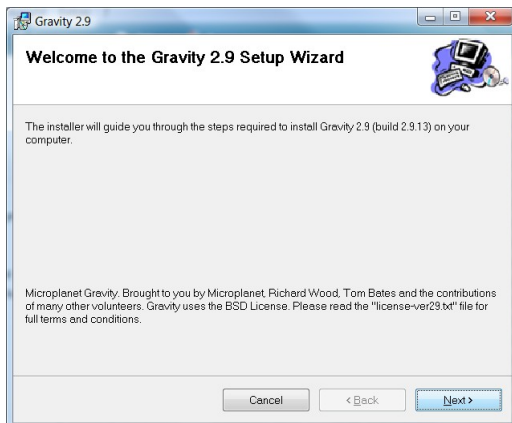 Gravity 2.9
Welcome to the Gravity 2.9 Setup Wizard
The installer will guide you through the steps required to install Gravity 2.9 (build 2.9.13) on your
computer.
Microplanet Gravity. Brought to you by Microplanet, Richard Wood, Tom Bates and the contributions
of many other volunteers. Gravity uses the BSD License. Please read the "license-ver29.txt" file for
full terms and conditions.
Cancel
< Back
Next >